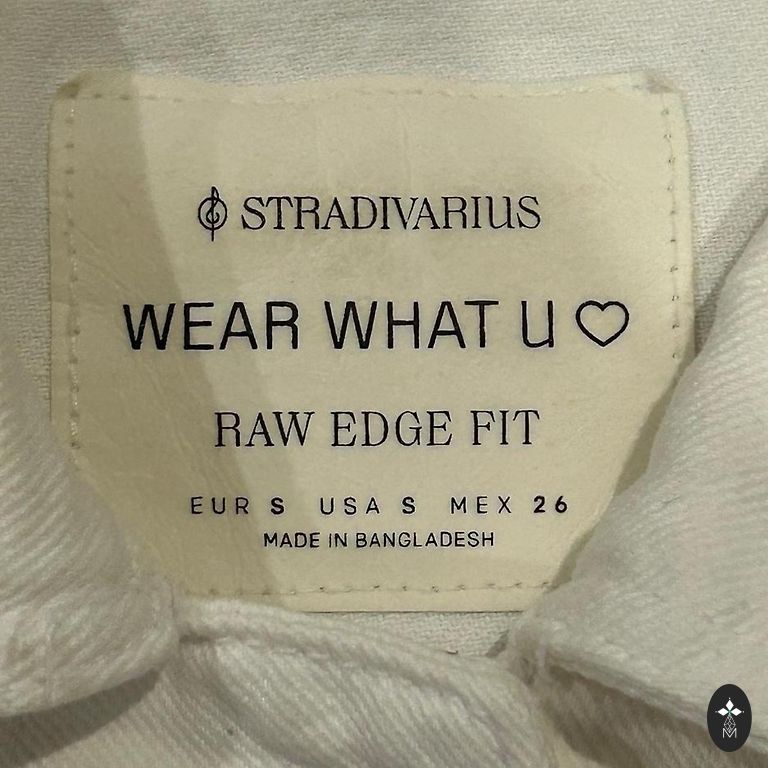 STRADIVARIUS
WEAR WHAT U ♡
RAW EDGE FIT
EUR S USA S MEX 26
MADE IN BANGLADESH
M